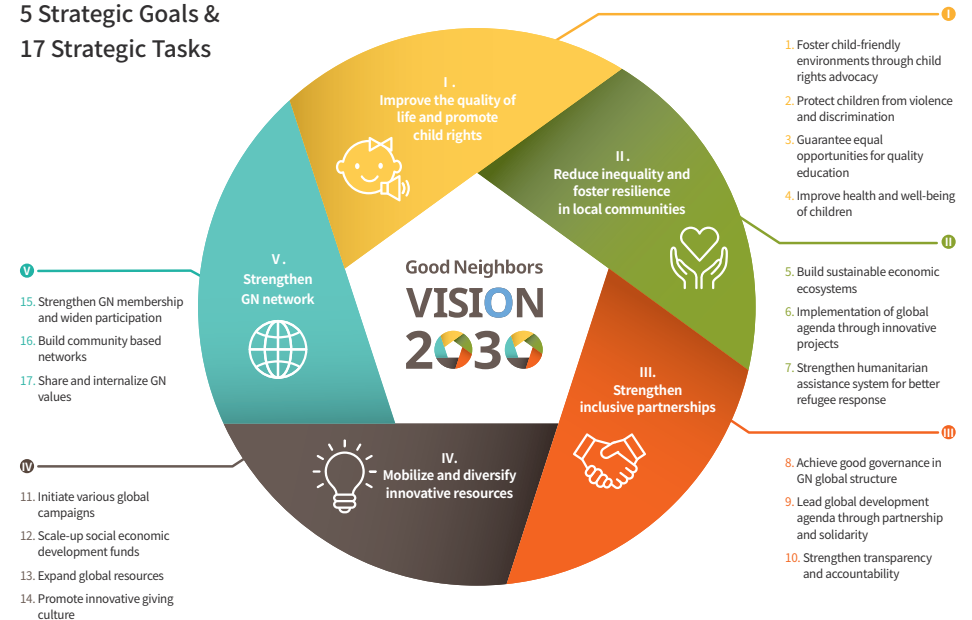 5 Strategic Goals &
17 Strategic Tasks
I .
Improve the quality of
life and promote
child rights
II .
Reduce inequality and
foster resilience
in local communities
III.
Strengthen
inclusive partnerships
IV.
Mobilize and diversify
innovative resources
V .
Strengthen
GN network
Good Neighbors
VISION
2030
I
1. Foster child-friendly
environments through child
rights advocacy
2. Protect children from violence
and discrimination
3. Guarantee equal
opportunities for quality
education
4. Improve health and well-being
of children
II
5. Build sustainable economic
ecosystems
6. Implementation of global
agenda through innovative
projects
7. Strengthen humanitarian
assistance system for better
refugee response
III
8. Achieve good governance in
GN global structure
9. Lead global development
agenda through partnership
and solidarity
10. Strengthen transparency
and accountability
IV
11. Initiate various global
campaigns
12. Scale-up social economic
development funds
13. Expand global resources
14. Promote innovative giving
culture
V
15. Strengthen GN membership
and widen participation
16. Build community based
networks
17. Share and internalize GN
values